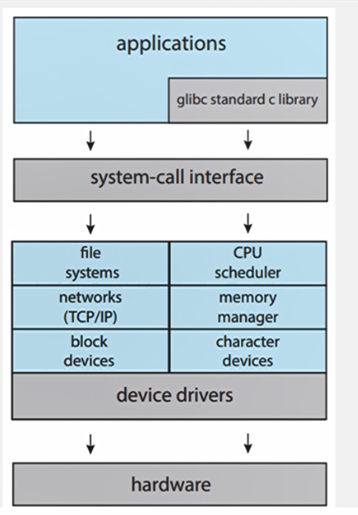 applications
glibc standard c library
system-call interface
file
systems
CPU
scheduler
networks
(TCP/IP)
memory
manager
block
devices
character
devices
device drivers
hardware